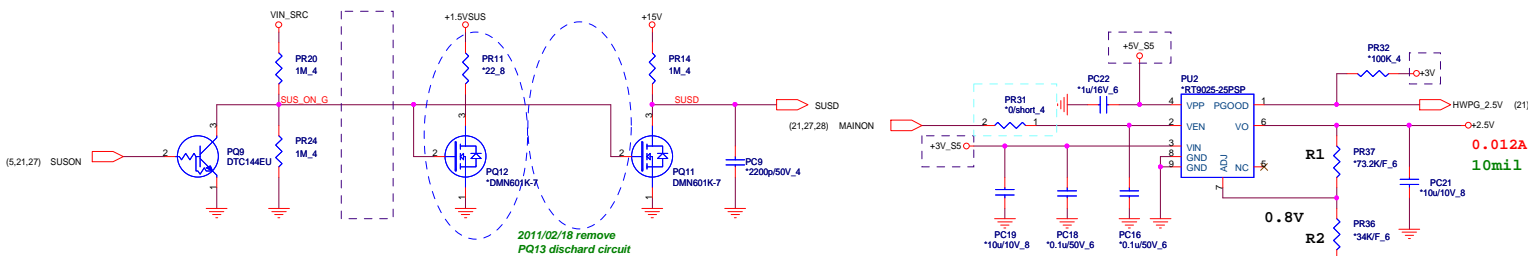 VIN_SRC
PR20
1M_4
SUS_ON_G
PR24
1M_4
(5,21,27) SUSON
2
3
1
PQ9
DTC144EU
+1.5VSUS
PR11
*22_8
3
2
1
PQ12
*DMN601K-7
2011/02/18 remove
PQ13 dischard circuit
+15V
PR14
1M_4
SUSD
3
2
1
PQ11
DMN601K-7
PC9
*2200p/50V_4
SUSD
(21,27,28) MAINON
PR31
*0/short_4
2
1
+3V_S5
PC19
*10u/10V_8
PC18
*0.1u/50V_6
PC16
*0.1u/50V_6
PC22
*1u/16V_6
+5V_S5
PU2
*RT9025-25PSP
4
VPP
PGOOD
1
2
VEN
VO
6
3
VIN
8
GND
9
GND
ADJ
NC
5
7
PR32
*100K_4
+3V
HWPG_2.5V (21)
+2.5V
0.012A
10mil
R1
PR37
*73.2K/F_6
PC21
*10u/10V_8
0.8V
R2
PR36
*34K/F_6